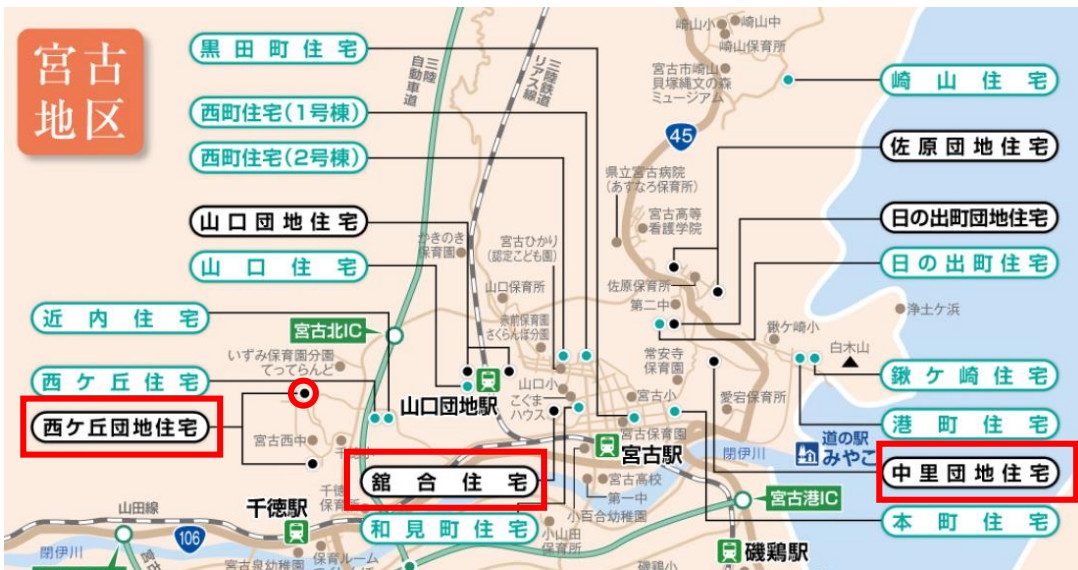 宮古
地区
黒田町住宅
西町住宅(1号棟)
西町住宅(2号棟)
山口団地住宅
山口住宅
近内住宅
西ケ丘住宅
西ケ丘団地住宅
舘合住宅
和見町住宅
崎山住宅
佐原団地住宅
日の出町団地住宅
日の出町住宅
鍬ケ崎住宅
港町住宅
中里団地住宅
本町住宅
三陸
自動車道
三陸鉄道
リアス線
崎山小
崎山中
崎山保育所
宮古市崎山
貝塚縄文の森
ミュージアム
45
県立宮古病院
(あすなろ保育所)
宮古高等
看護学院
かきのき
保育園
宮古ひかり
(認定こども園)
山口保育所
佐原保育所
第二中
浄土ケ浜
鍬ケ崎小
白木山
宮古北IC
さくらんぼ分園
いずみ保育園分園
てってらんど
常安寺
保育園
山口団地駅
山口小
こぐま
ハウス
宮古小
愛宕保育所
宮古西中
宮古保育園
宮古駅
閉伊川
道の駅
みやこ
宮古高校
第一中
宮古港IC
小百合幼稚園
小山田
保育所
千徳駅
山田線
106
閉伊川
保育ルーム
宮古泉幼稚園
磯鶏駅
磯鶏小